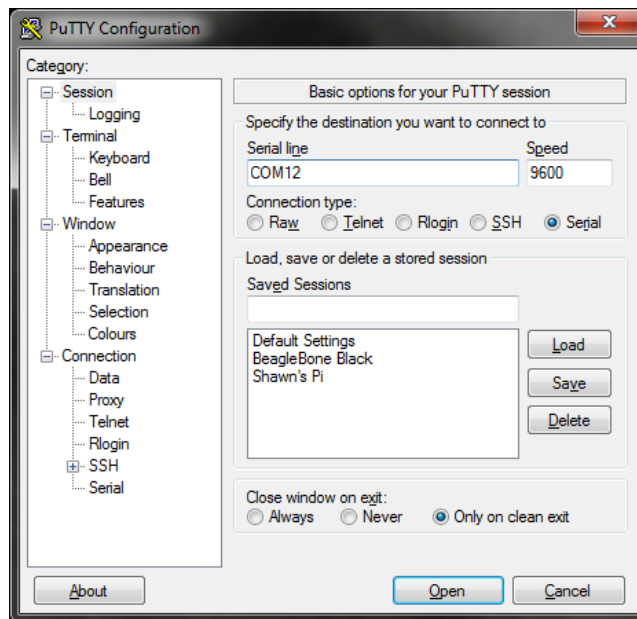 PuTTY Configuration
Category:
Session
Logging
Terminal
Keyboard
Bell
Features
Window
Appearance
Behaviour
Translation
Selection
Colours
Connection
Data
Proxy
Telnet
Rlogin
SSH
Serial
Basic options for your PuTTY session
Specify the destination you want to connect to
Serial line Speed
COM12 9600
Connection type:
Raw Telnet Rlogin SSH Serial
Load, save or delete a stored session
Saved Sessions
Default Settings
BeagleBone Black
Shawn's Pi
Load
Save
Delete
Close window on exit:
Always Never Only on clean exit
About Open Cancel